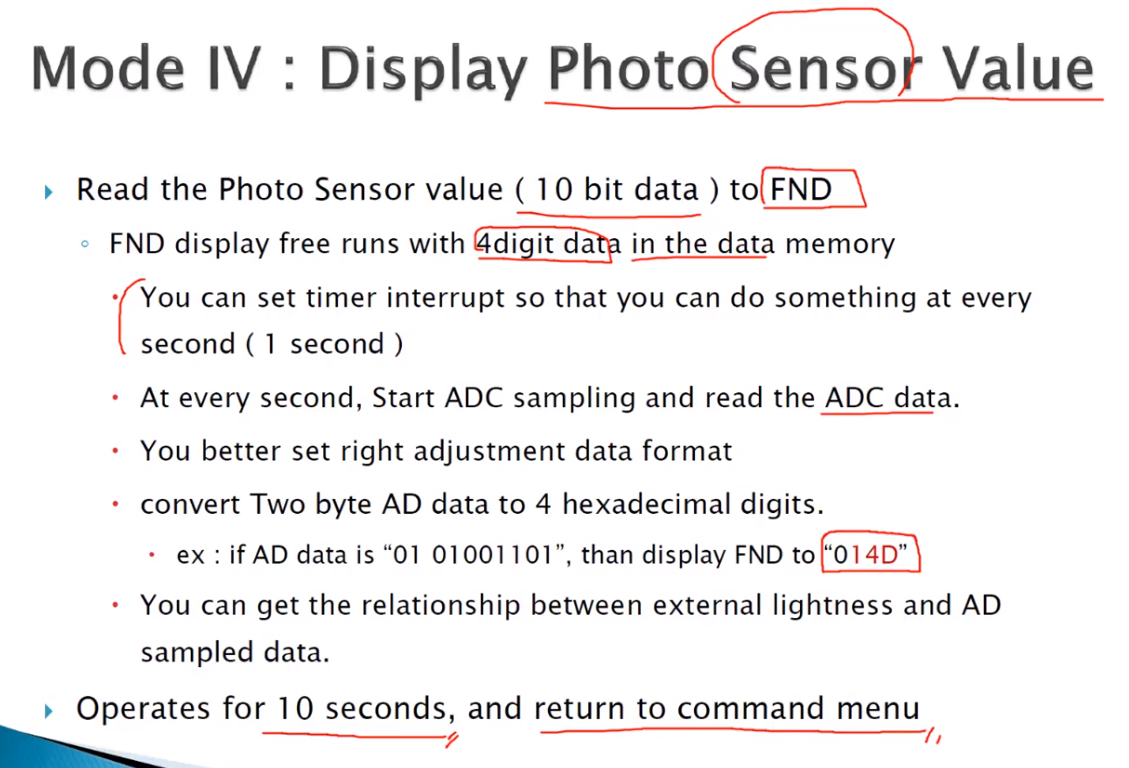 Mode IV : Display Photo Sensor Value
Read the Photo Sensor value ( 10 bit data ) to FND
FND display free runs with 4digit data in the data memory
You can set timer interrupt so that you can do something at every
second ( 1 second )
At every second, Start ADC sampling and read the ADC data.
You better set right adjustment data format
convert Two byte AD data to 4 hexadecimal digits.
ex : if AD data is “01 01001101”, than display FND to “014D”
You can get the relationship between external lightness and AD
sampled data.
Operates for 10 seconds, and return to command menu